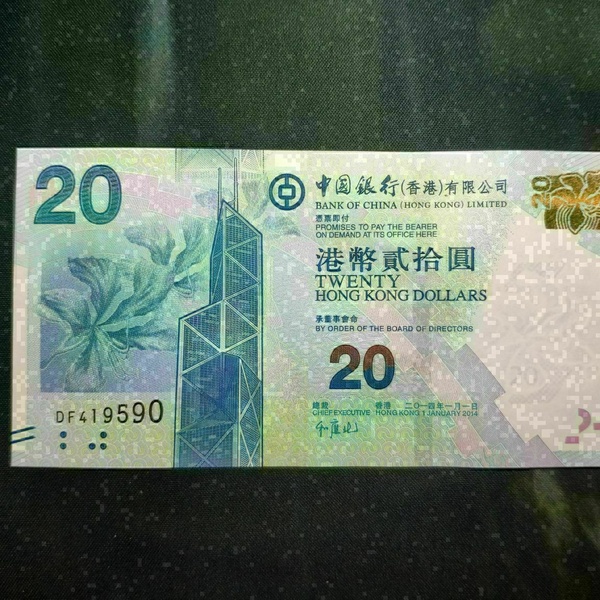 20
中國銀行(香港)有限公司
BANK OF CHINA (HONG KONG) LIMITED
憑票即付
PROMISES TO PAY THE BEARER
ON DEMAND AT ITS OFFICE HERE
港幣貳拾圓
TWENTY
HONG KONG DOLLARS
承董事會命
BY ORDER OF THE BOARD OF DIRECTORS
20
DF419590
總裁 香港 二〇一四年一月一日
CHIEF EXECUTIVE HONG KONG 1 JANUARY 2014
20